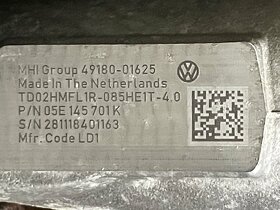 MHI Group 49180-01625
Made In The Netherlands
TD02HMFL1R-085HE1T-4.0
P/N 05E 145 701 K
S/N 281118401163
Mfr. Code LD1